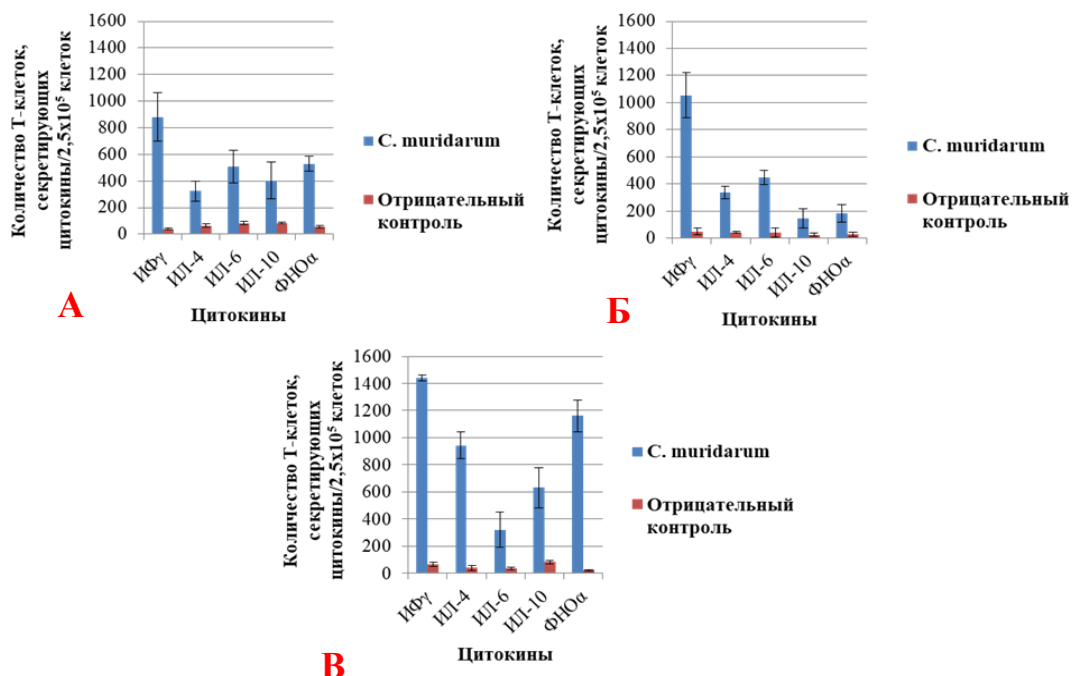 Количество Т-клеток,
секретирующих
цитокины/2,5х10⁵ клеток
1600
1400
1200
1000
800
600
400
200
0
ИФγ
ИЛ-4
ИЛ-6
ИЛ-10
ФНОα
Цитокины
C. muridarum
Отрицательный
контроль
А
Количество Т-клеток,
секретирующих
цитокины/2,5х10⁵ клеток
1600
1400
1200
1000
800
600
400
200
0
ИФγ
ИЛ-4
ИЛ-6
ИЛ-10
ФНОα
Цитокины
C. muridarum
Отрицательный
контроль
Б
Количество Т-клеток,
секретирующих
цитокины/2,5х10⁵ клеток
1600
1400
1200
1000
800
600
400
200
0
ИФγ
ИЛ-4
ИЛ-6
ИЛ-10
ФНОα
Цитокины
C. muridarum
Отрицательный
контроль
В